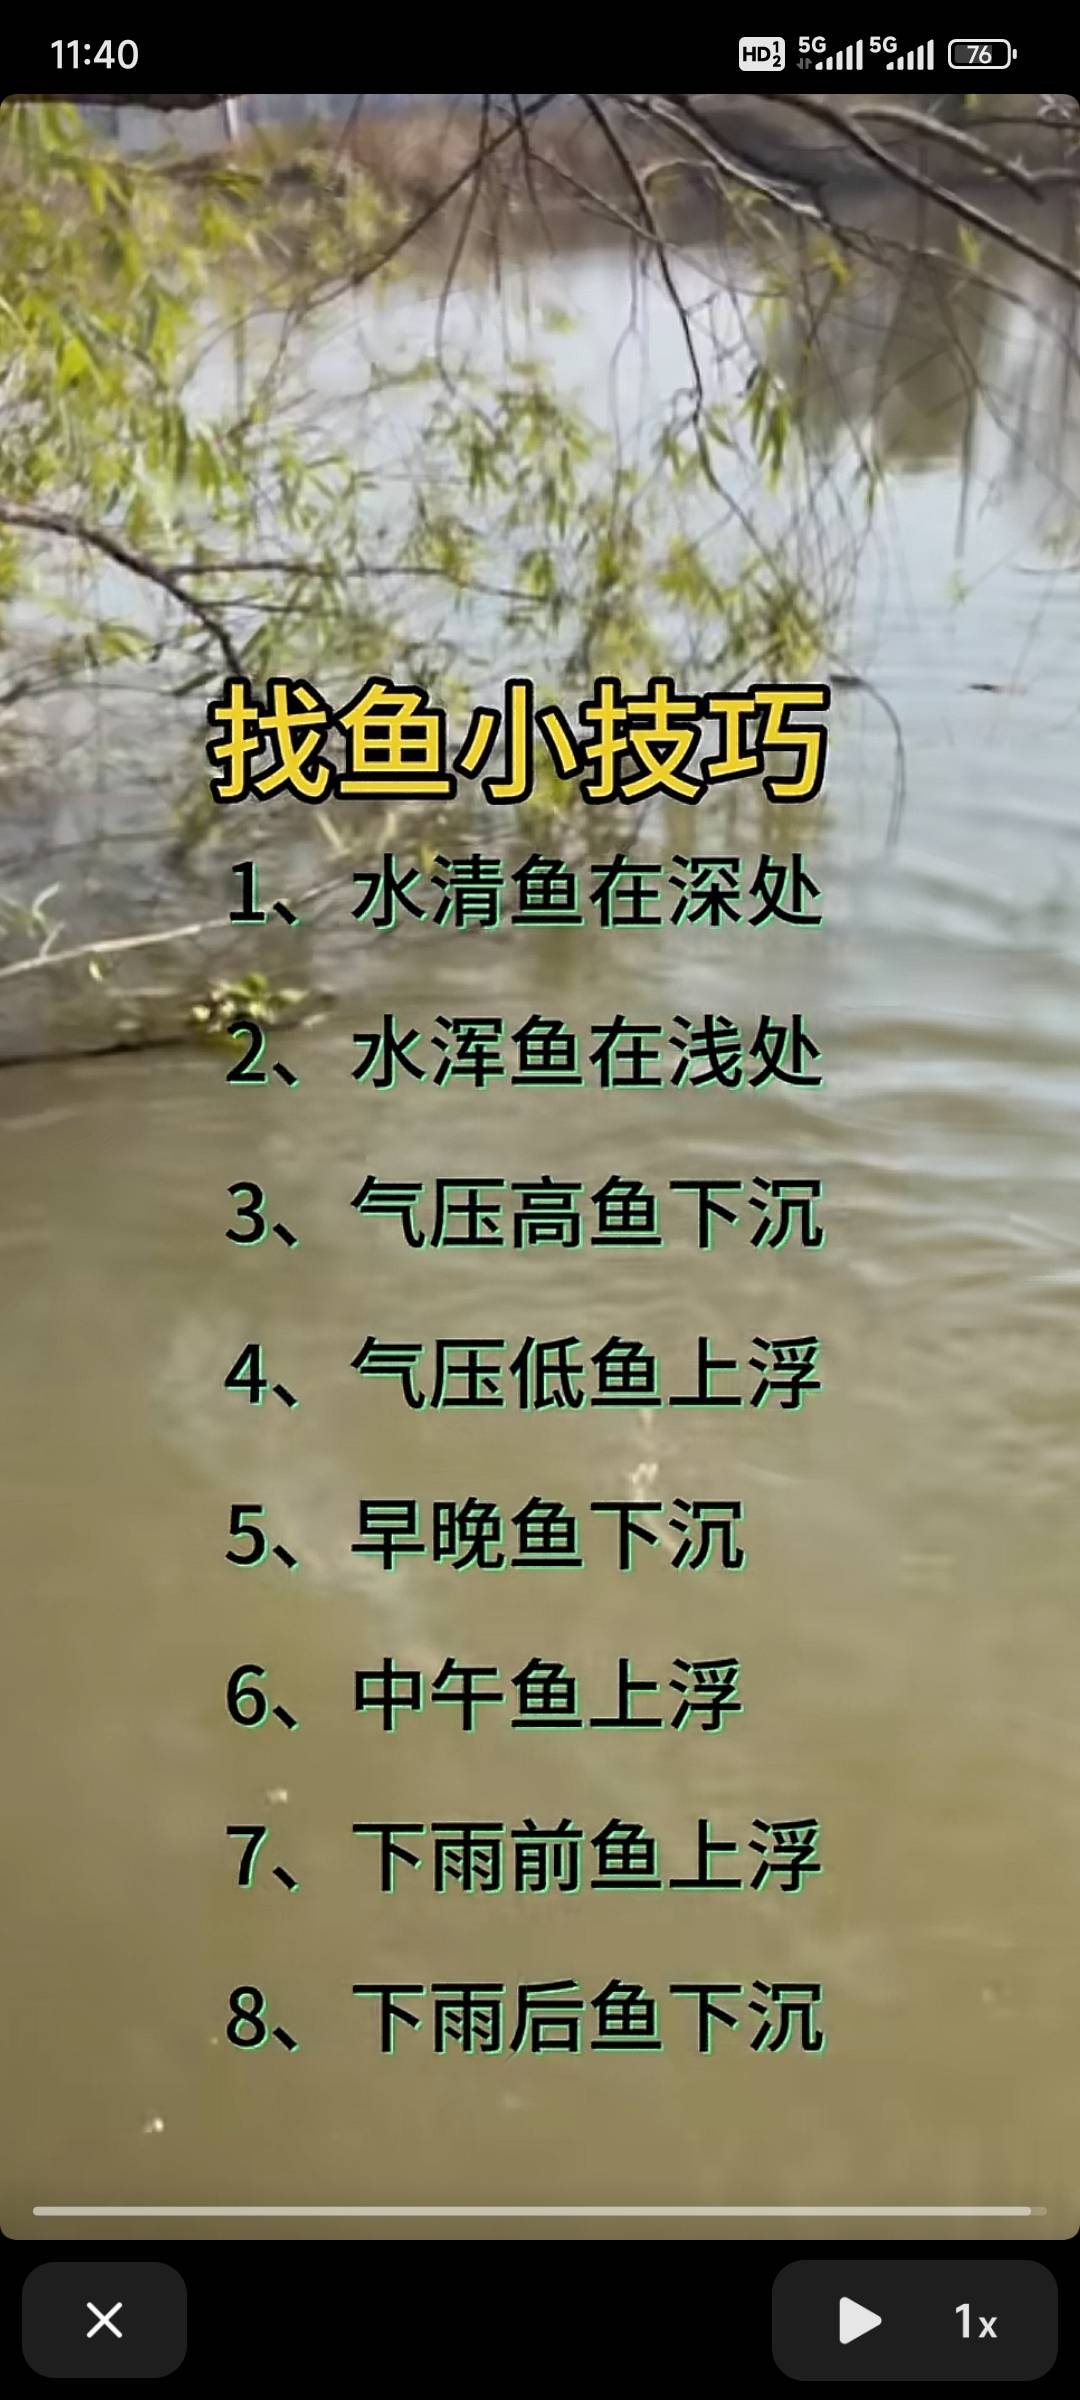 11:40
HD 1 2 5G 5G 76
找鱼小技巧
1、水清鱼在深处
2、水浑鱼在浅处
3、气压高鱼下沉
4、气压低鱼上浮
5、早晚鱼下沉
6、中午鱼上浮
7、下雨前鱼上浮
8、下雨后鱼下沉
1x